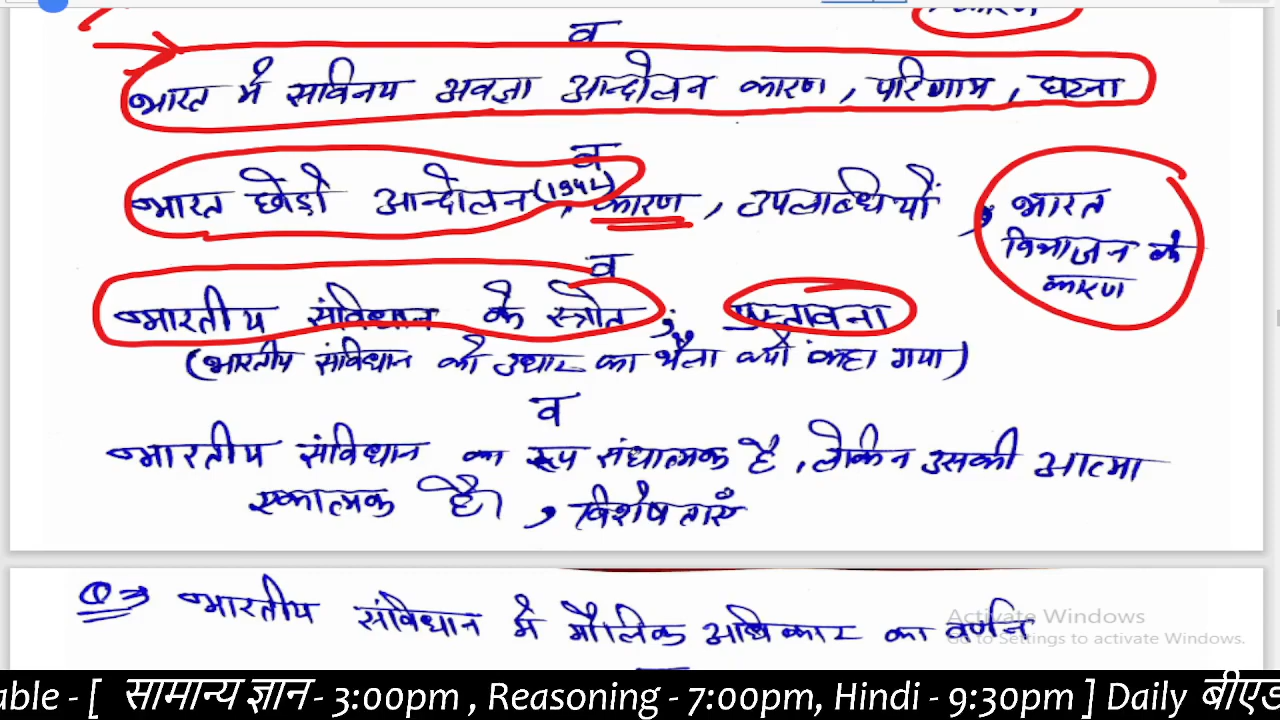 कारण
व
भारत में सविनय अवज्ञा आन्दोलन कारण, परिणाम, घटना
व
भारत छोडो आन्दोलन (1942), कारण, उपलब्धियाँ, भारत विभाजन के कारण
व
भारतीय संविधान के स्त्रोत, प्रस्तावना
(भारतीय संविधान को उधार का थैला क्यों कहा गया)
व
भारतीय संविधान का रूप संघात्मक है, लेकिन उसकी आत्मा
एकात्मक है।, विशेषताएँ
Q⇒ भारतीय संविधान में मौलिक अधिकार का वर्णन
Activate Windows
Go to Settings to activate Windows.
able - [ सामान्य ज्ञान - 3:00pm , Reasoning - 7:00pm, Hindi - 9:30pm ] Daily बीएड